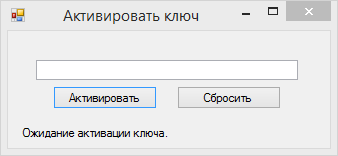 Активировать ключ
Активировать Сбросить
Ожидание активации ключа.